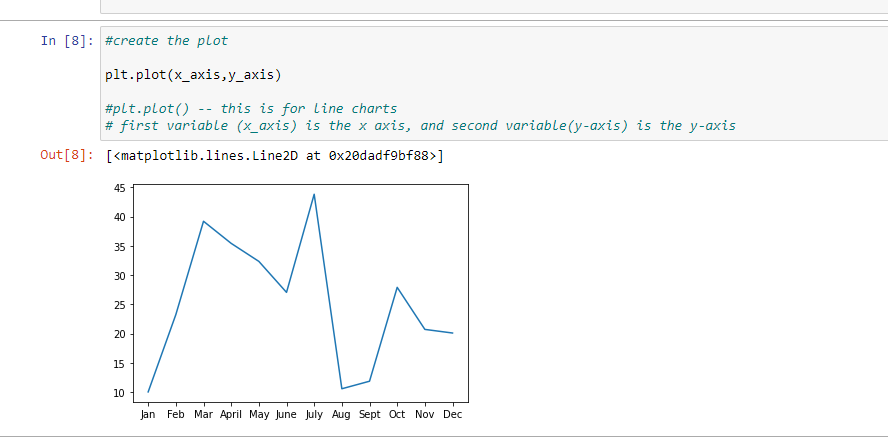 In [8]: #create the plot
plt.plot(x_axis,y_axis)
#plt.plot() -- this is for line charts
# first variable (x_axis) is the x axis, and second variable(y-axis) is the y-axis
Out[8]: [<matplotlib.lines.Line2D at 0x20dadf9bf88>]
45
40
35
30
25
20
15
10
Jan Feb Mar April May June July Aug Sept Oct Nov Dec